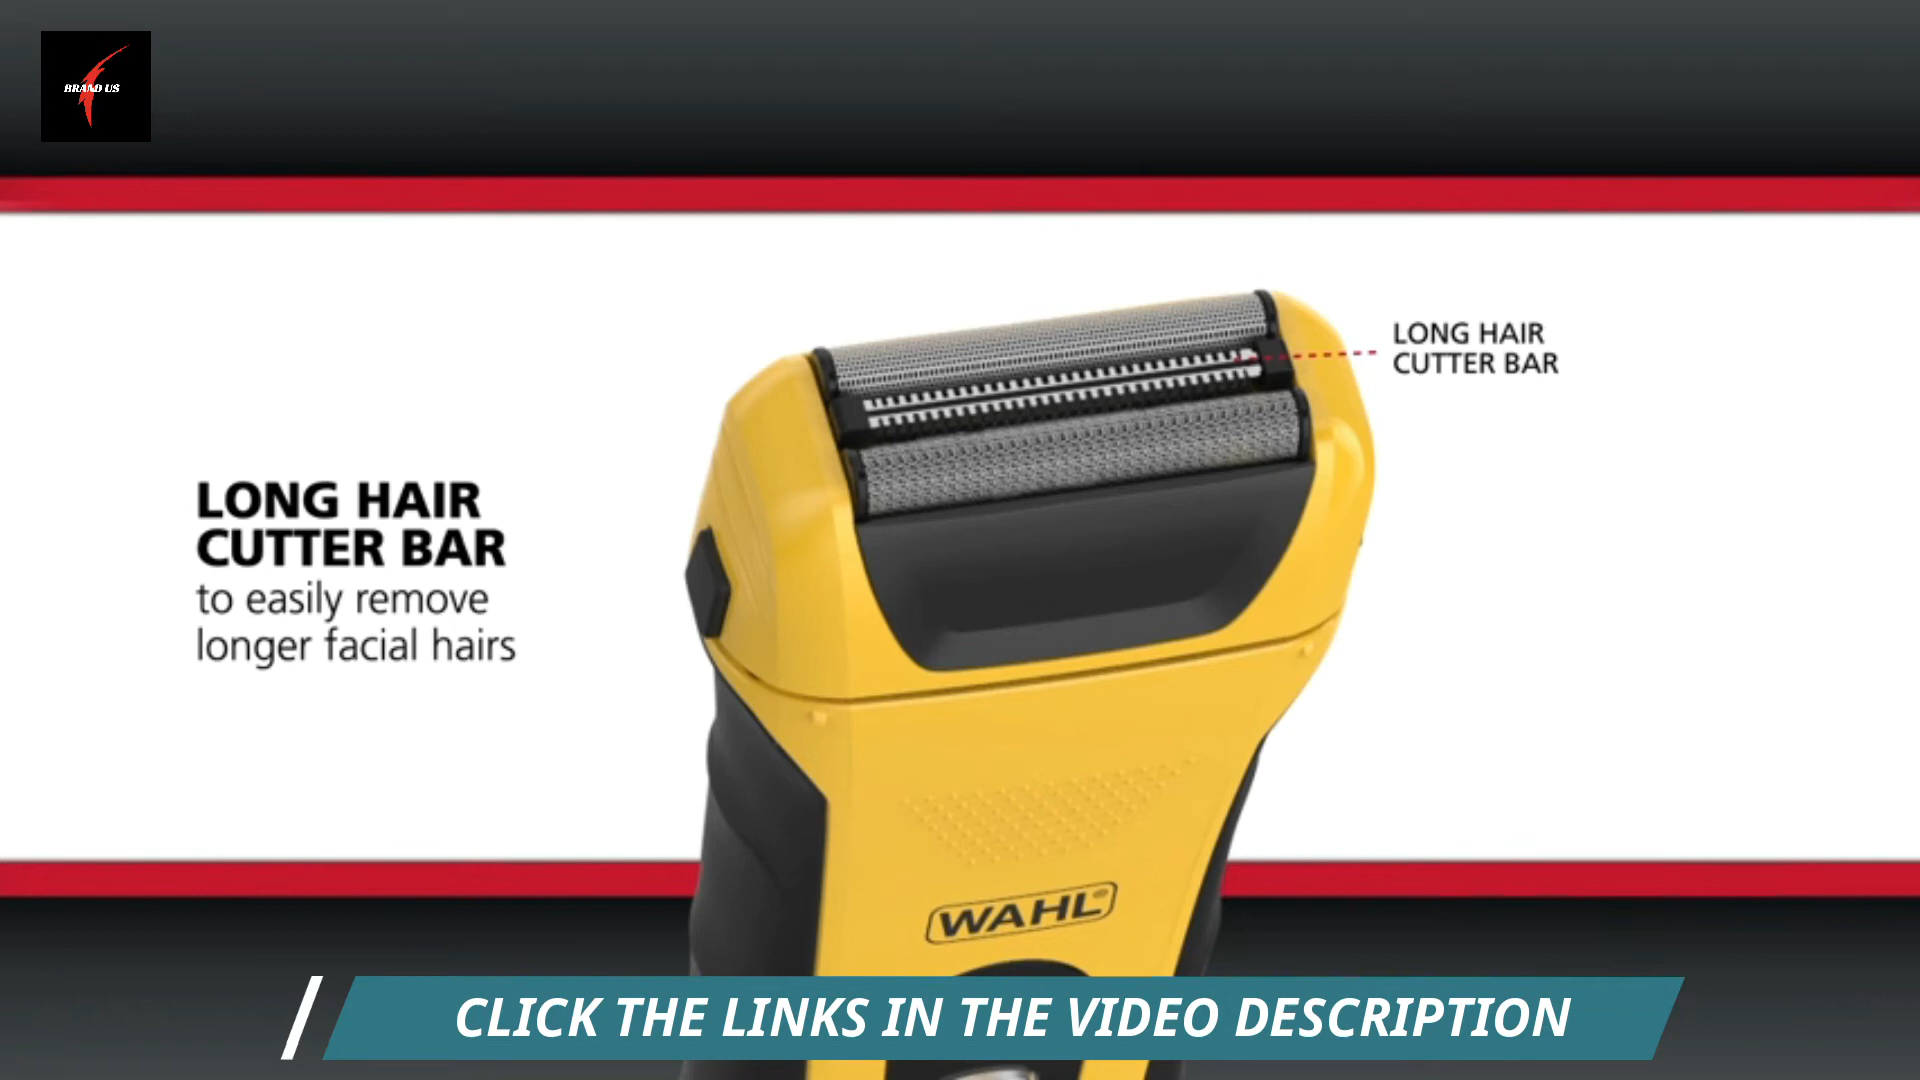 BRAND US
LONG HAIR
CUTTER BAR
LONG HAIR
CUTTER BAR
to easily remove
longer facial hairs
WAHL®
CLICK THE LINKS IN THE VIDEO DESCRIPTION